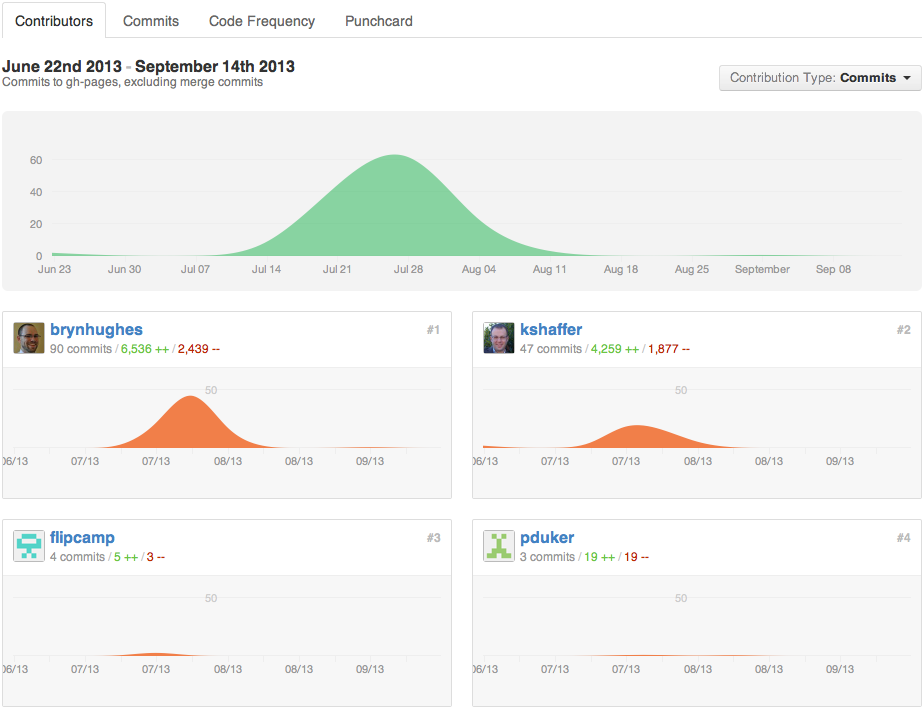 Contributors Commits Code Frequency Punchcard
June 22nd 2013 - September 14th 2013
Commits to gh-pages, excluding merge commits
Contribution Type: Commits
60
40
20
0
Jun 23 Jun 30 Jul 07 Jul 14 Jul 21 Jul 28 Aug 04 Aug 11 Aug 18 Aug 25 September Sep 08
brynhughes #1
90 commits / 6,536 ++ / 2,439 --
50
06/13 07/13 07/13 08/13 08/13 09/13
kshaffer #2
47 commits / 4,259 ++ / 1,877 --
50
06/13 07/13 07/13 08/13 08/13 09/13
flipcamp #3
4 commits / 5 ++ / 3 --
50
06/13 07/13 07/13 08/13 08/13 09/13
pduker #4
3 commits / 19 ++ / 19 --
50
06/13 07/13 07/13 08/13 08/13 09/13